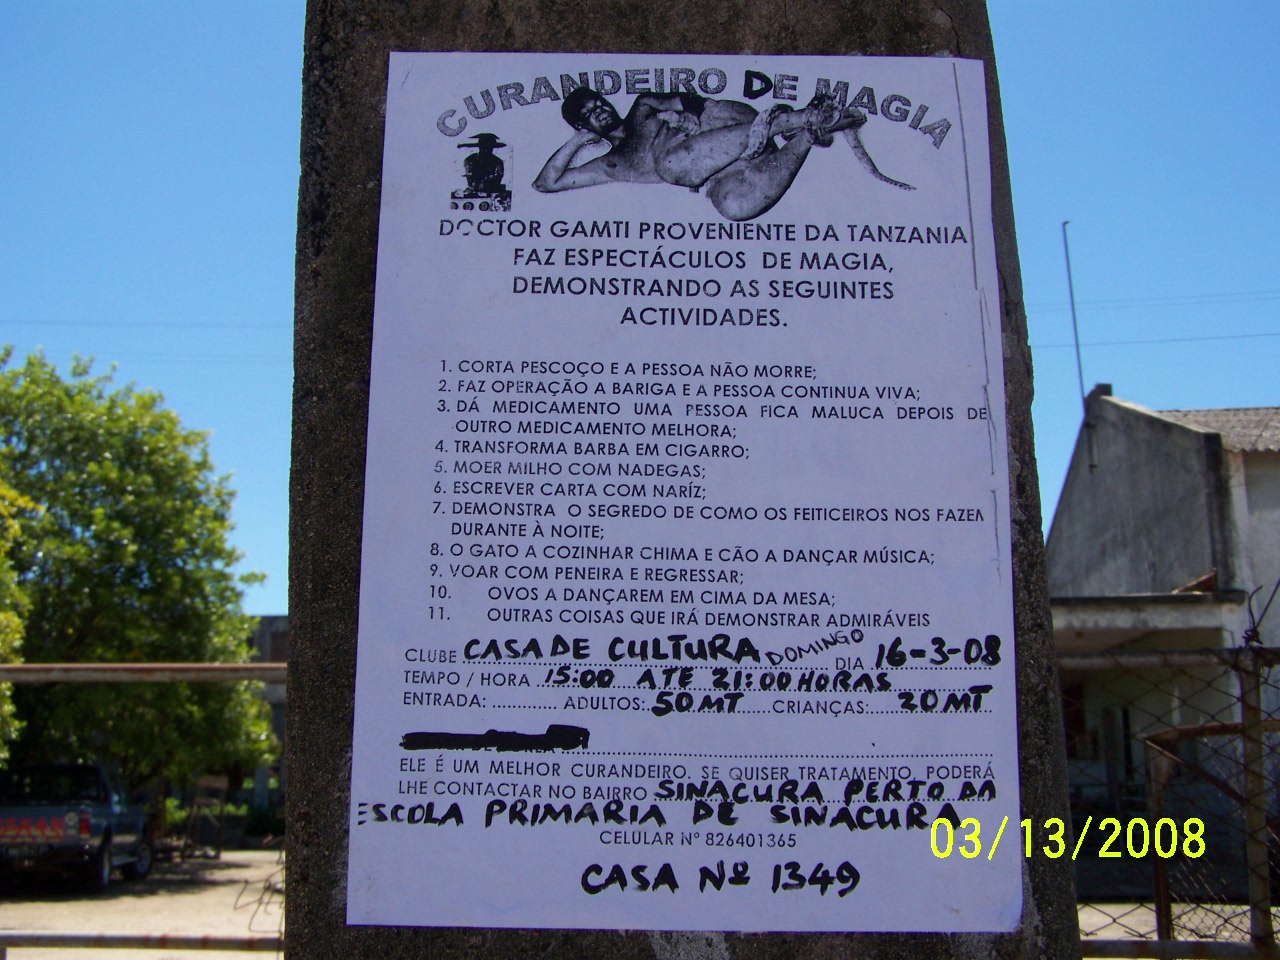 CURANDEIRO DE MAGIA
DOCTOR GAMTI PROVENIENTE DA TANZANIA
FAZ ESPECTÁCULOS DE MAGIA,
DEMONSTRANDO AS SEGUINTES
ACTIVIDADES.
1. CORTA PESCOÇO E A PESSOA NÃO MORRE;
2. FAZ OPERAÇÃO A BARIGA E A PESSOA CONTINUA VIVA;
3. DÁ MEDICAMENTO UMA PESSOA FICA MALUCA DEPOIS DE
OUTRO MEDICAMENTO MELHORA;
4. TRANSFORMA BARBA EM CIGARRO;
5. MOER MILHO COM NADEGAS;
6. ESCREVER CARTA COM NARÍZ;
7. DEMONSTRA O SEGREDO DE COMO OS FEITICEIROS NOS FAZEM
DURANTE À NOITE;
8. O GATO A COZINHAR CHIMA E CÃO A DANÇAR MÚSICA;
9. VOAR COM PENEIRA E REGRESSAR;
10. OVOS A DANÇAREM EM CIMA DA MESA;
11. OUTRAS COISAS QUE IRÁ DEMONSTRAR ADMIRÁVEIS
CLUBE CASA DE CULTURA DOMINGO DIA 16-3-08
TEMPO / HORA 15:00 ATE 21:00 HORAS
ENTRADA: ............ ADULTOS: 50 MT CRIANÇAS: 20 MT
ELE É UM MELHOR CURANDEIRO. SE QUISER TRATAMENTO, PODERÁ
LHE CONTACTAR NO BAIRRO SINACURA PERTO DA
ESCOLA PRIMARIA DE SINACURA
CELULAR Nº 826401365
CASA Nº 1349
03/13/2008